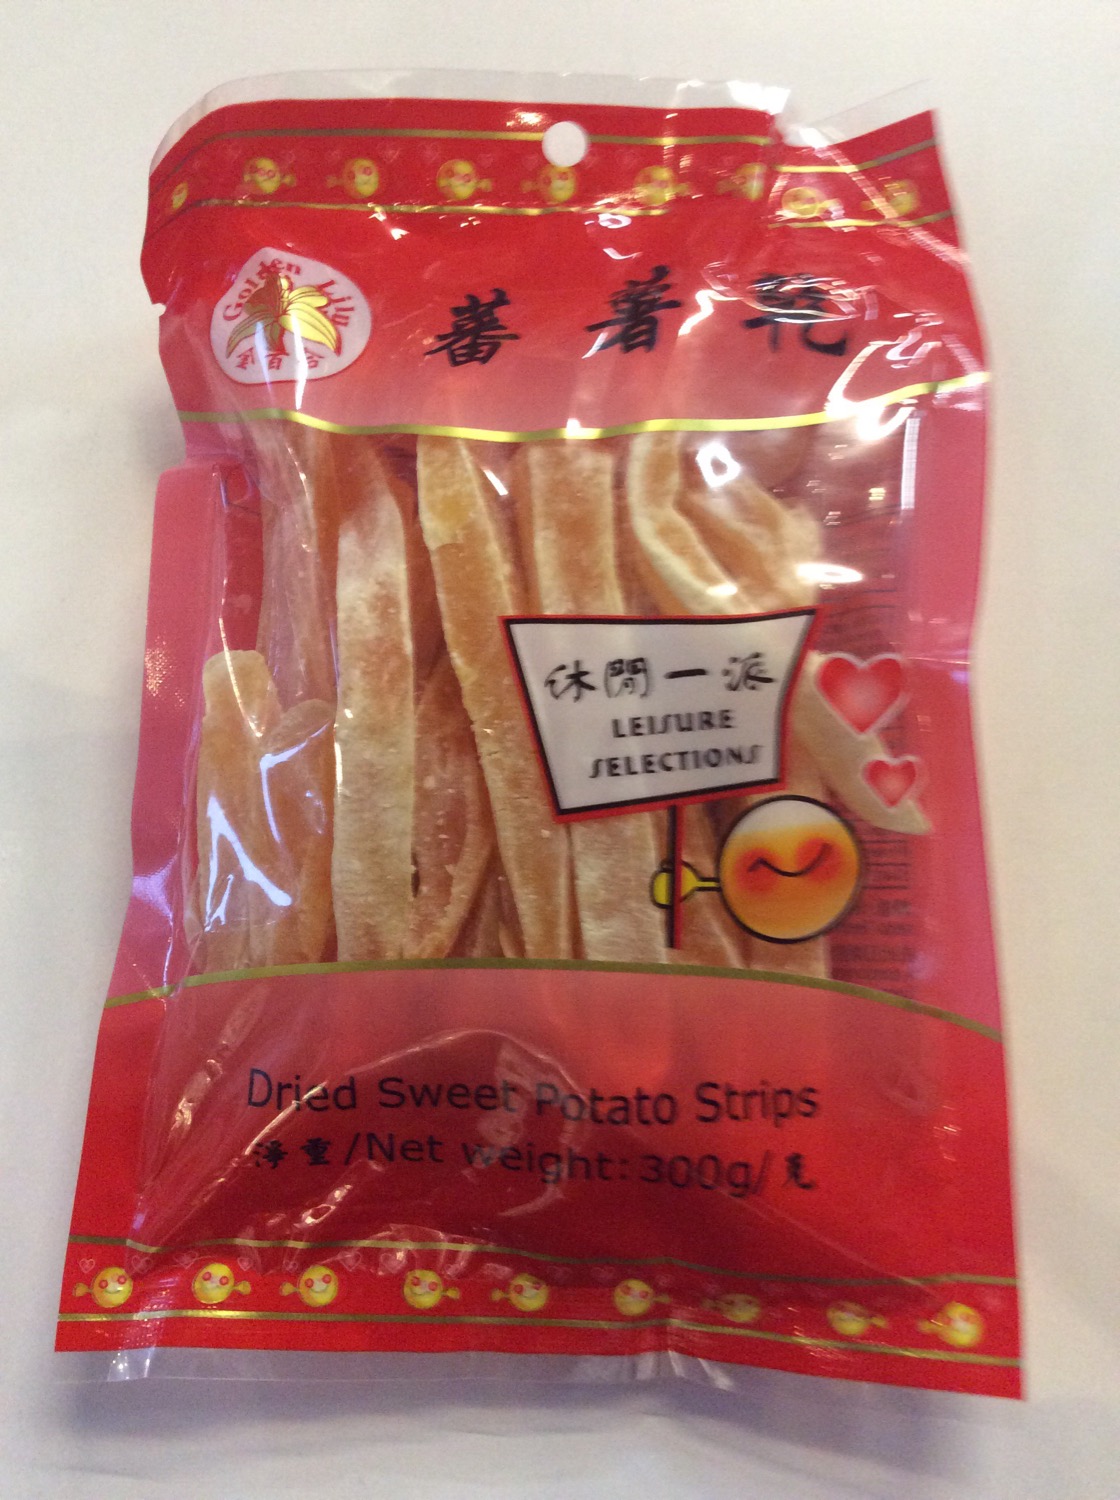 Golden Lily
金百合
蕃薯乾
休閒一派
LEISURE
SELECTIONS
Dried Sweet Potato Strips
淨重/Net weight: 300g/克